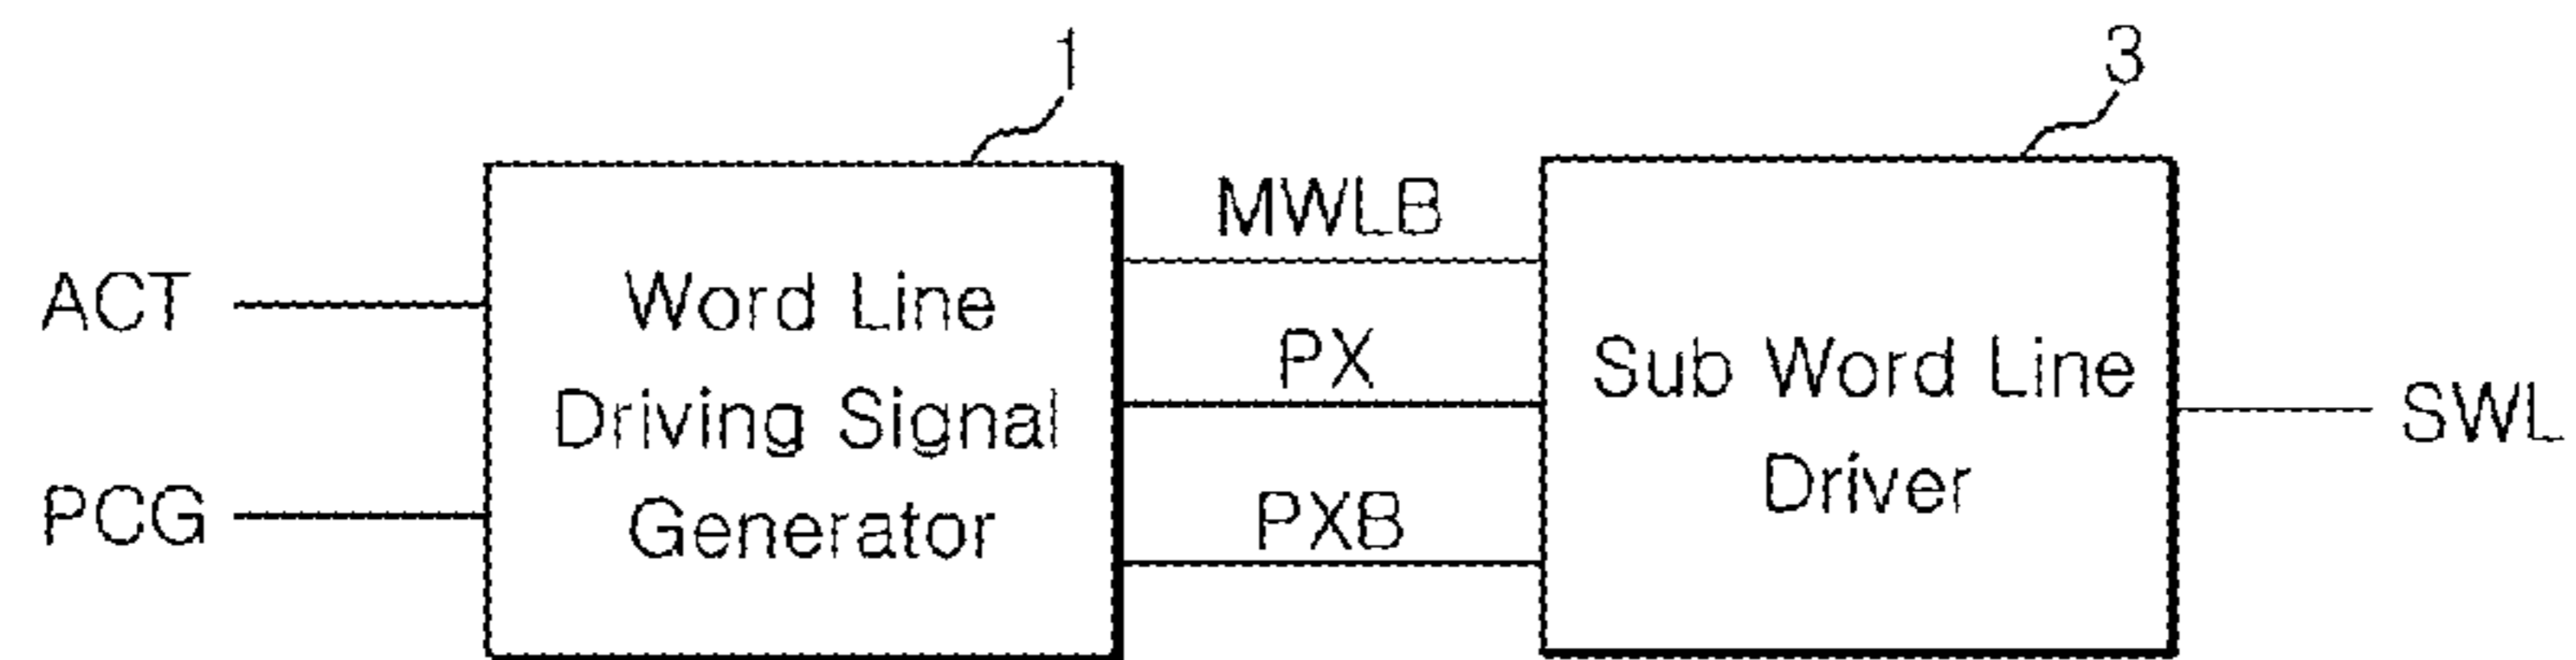 1
3
ACT
PCG
Word Line
Driving Signal
Generator
MWLB
PX
PXB
Sub Word Line
Driver
SWL